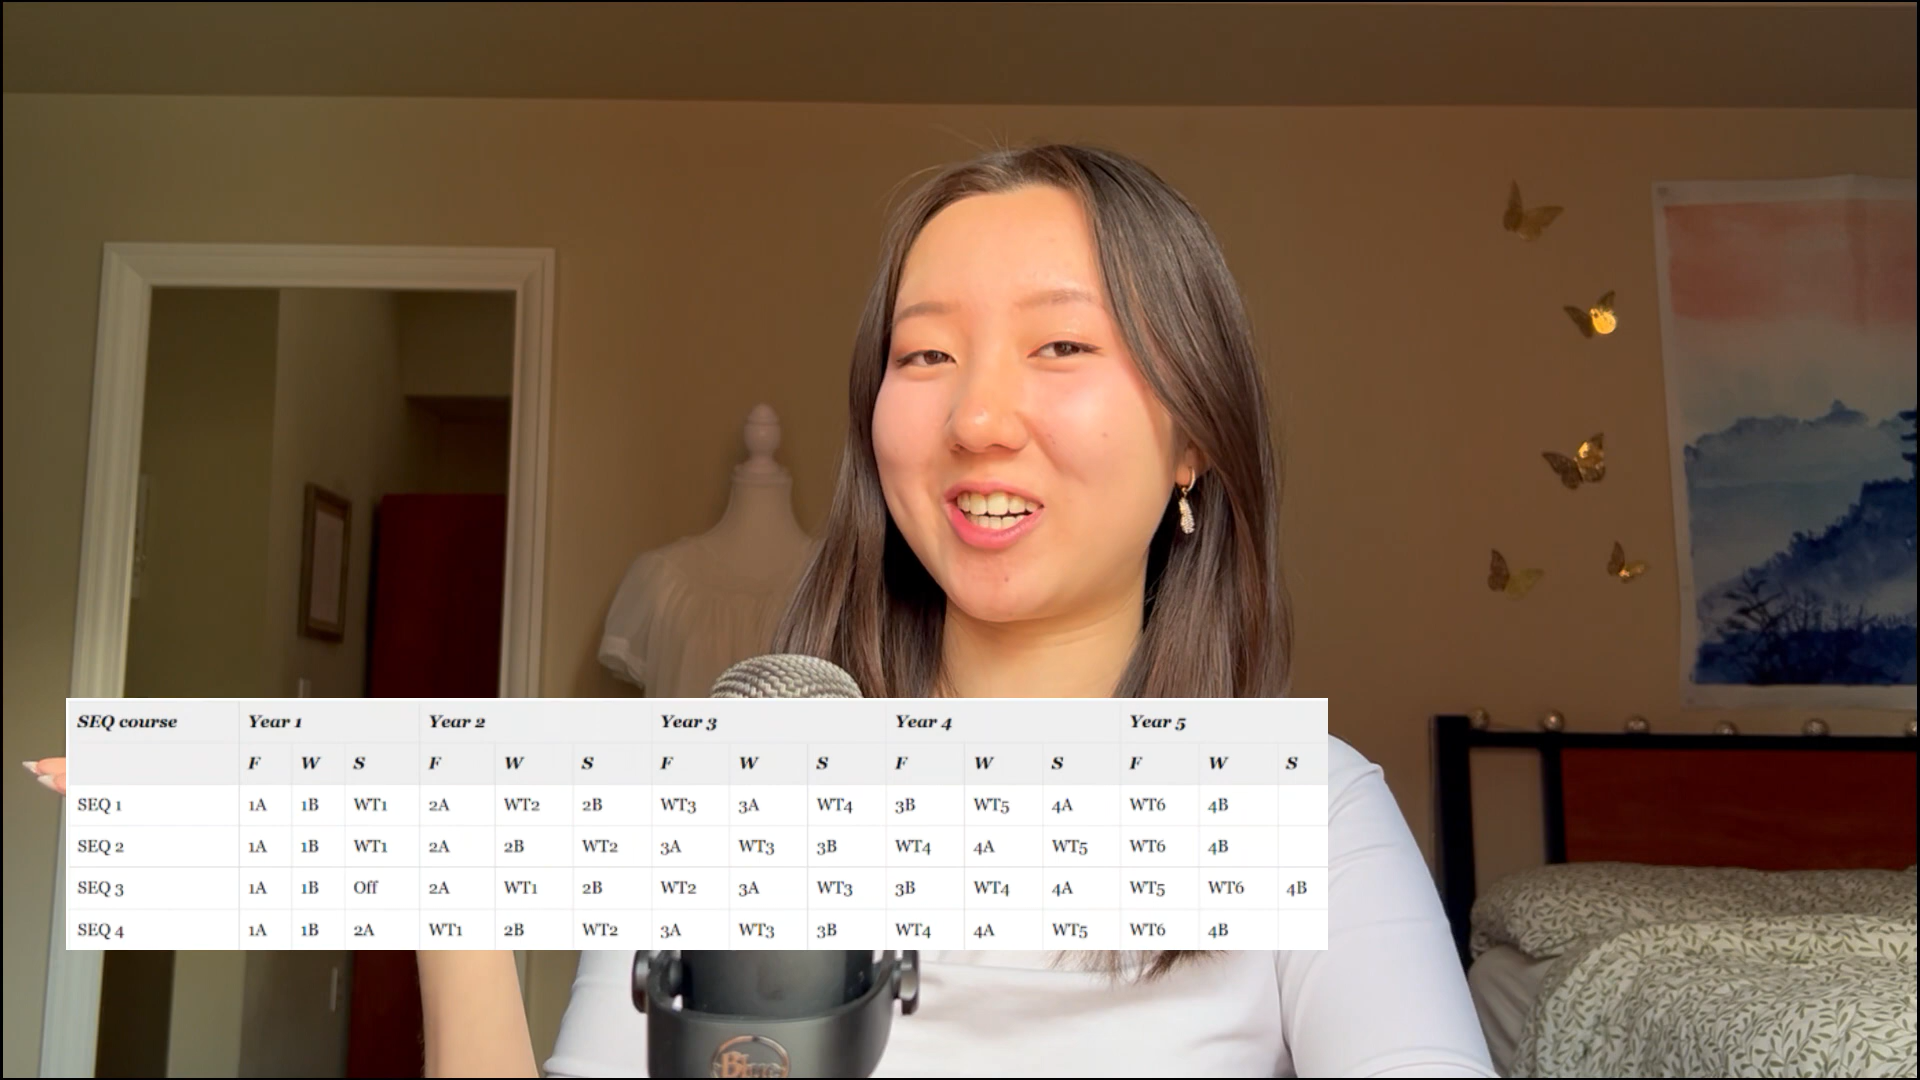 SEQ course Year 1 Year 2 Year 3 Year 4 Year 5
F W S F W S F W S F W S F W S
SEQ 1 1A 1B WT1 2A WT2 2B WT3 3A WT4 3B WT5 4A WT6 4B
SEQ 2 1A 1B WT1 2A 2B WT2 3A WT3 3B WT4 4A WT5 WT6 4B
SEQ 3 1A 1B Off 2A WT1 2B WT2 3A WT3 3B WT4 4A WT5 WT6 4B
SEQ 4 1A 1B 2A WT1 2B WT2 3A WT3 3B WT4 4A WT5 WT6 4B
Blue